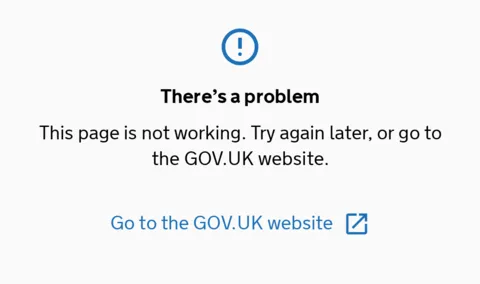 There’s a problem
This page is not working. Try again later, or go to
the GOV.UK website.
Go to the GOV.UK website